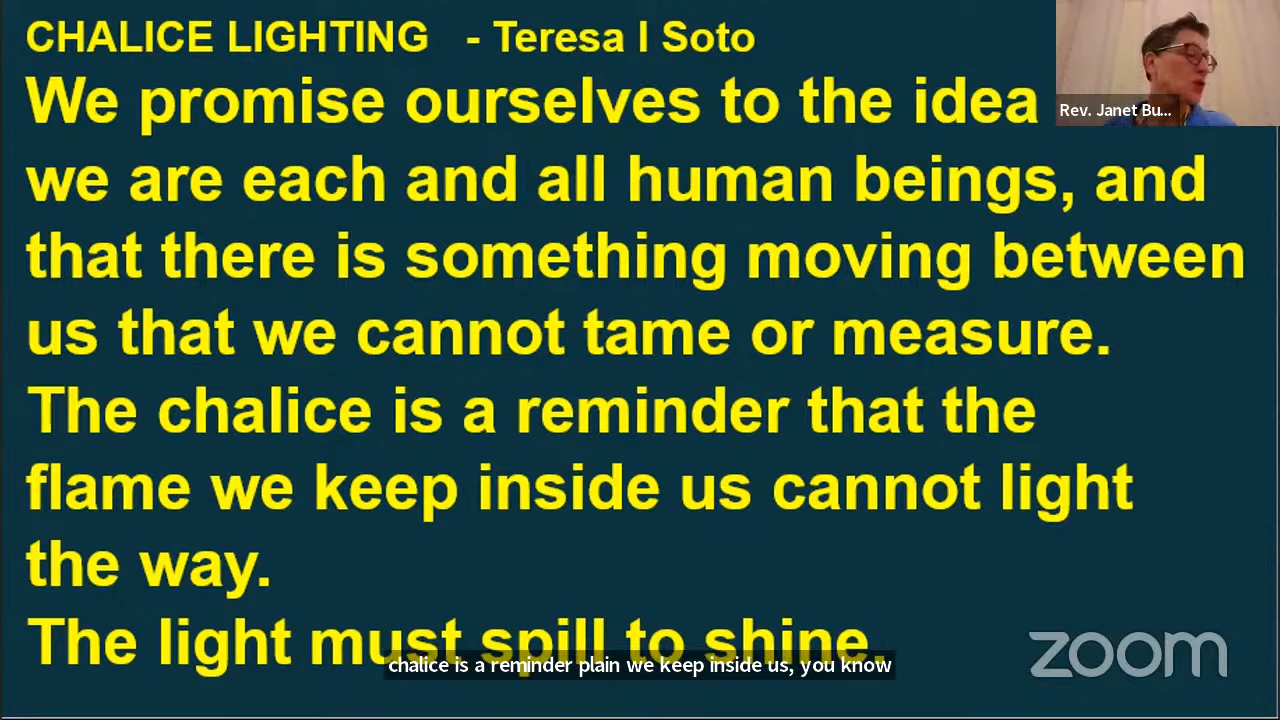 CHALICE LIGHTING - Teresa I Soto
We promise ourselves to the idea
Rev. Janet Bu...
we are each and all human beings, and
that there is something moving between
us that we cannot tame or measure.
The chalice is a reminder that the
flame we keep inside us cannot light
the way.
The light must spill to shine.
chalice is a reminder plain we keep inside us, you know
zoom